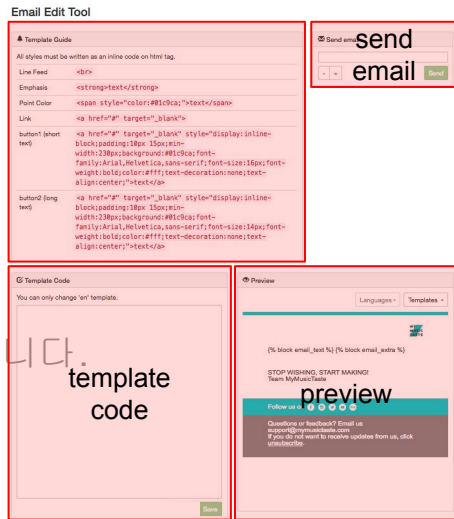 Email Edit Tool
Template Guide
All styles must be written as an inline code on html tag.
Line Feed <br>
Emphasis <strong>text</strong>
Point Color <span style="color:#01c9ca;">text</span>
Link <a href="#" target="_blank">
button1 (short text) <a href="#" target="_blank" style="display:inline-
block;padding:10px 15px;min-
width:230px;background:#01c9ca;font-
family:Arial,Helvetica,sans-serif;font-size:16px;font-
weight:bold;color:#fff;text-decoration:none;text-
align:center;">text</a>
button2 (long text) <a href="#" target="_blank" style="display:inline-
block;padding:10px 15px;min-
width:230px;background:#01c9ca;font-
family:Arial,Helvetica,sans-serif;font-size:14px;font-
weight:bold;color:#fff;text-decoration:none;text-
align:center;">text</a>
Send email
send
email
- +
Send
Template Code
You can only change 'en' template.
니다.
template
code
Save
Preview
Languages
Templates
{% block email_text %} {% block email_extra %}
STOP WISHING, START MAKING!
Team MyMusicTaste
preview
Follow us
Questions or feedback? Email us
support@mymusictaste.com
If you do not want to receive updates from us, click
unsubscribe.